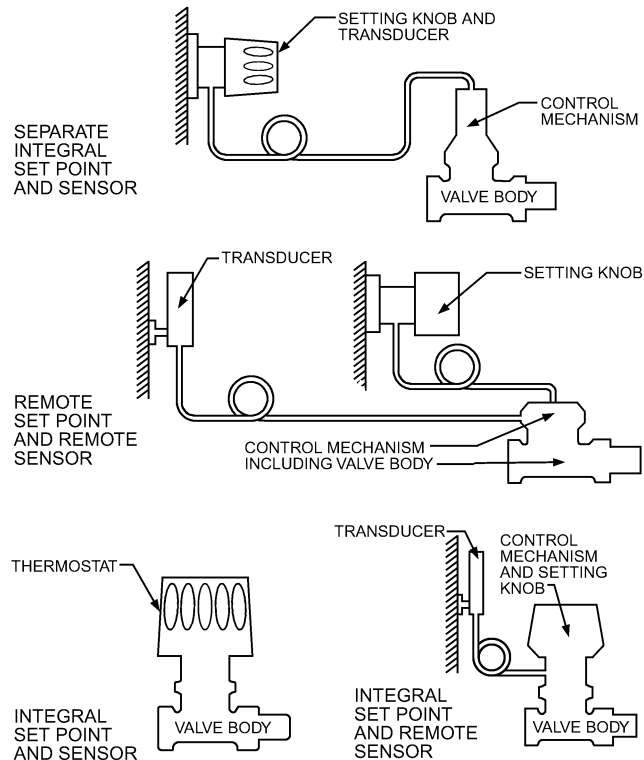 SETTING KNOB AND
TRANSDUCER
CONTROL
MECHANISM
SEPARATE
INTEGRAL
SET POINT
AND SENSOR
VALVE BODY
TRANSDUCER
SETTING KNOB
REMOTE
SET POINT
AND REMOTE
SENSOR
CONTROL MECHANISM
INCLUDING VALVE BODY
THERMOSTAT
INTEGRAL
SET POINT
AND SENSOR
VALVE BODY
TRANSDUCER
CONTROL
MECHANISM
AND SETTING
KNOB
INTEGRAL
SET POINT
AND REMOTE
SENSOR
VALVE BODY